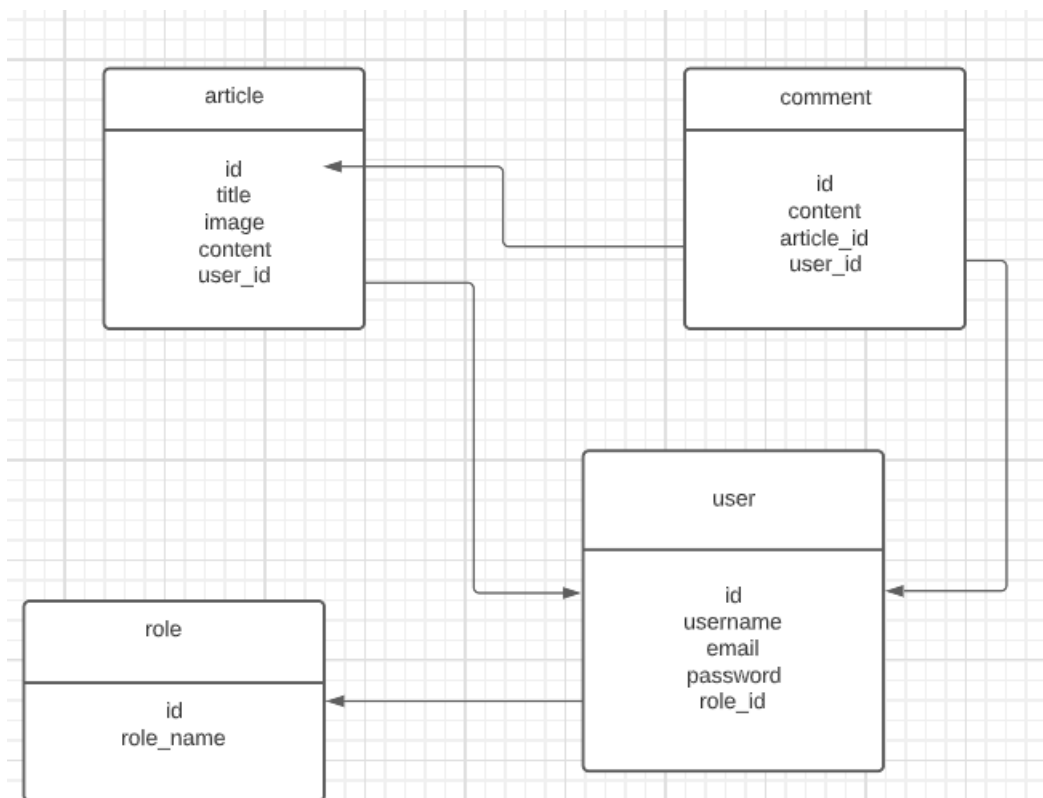 article
id
title
image
content
user_id
comment
id
content
article_id
user_id
user
id
username
email
password
role_id
role
id
role_name